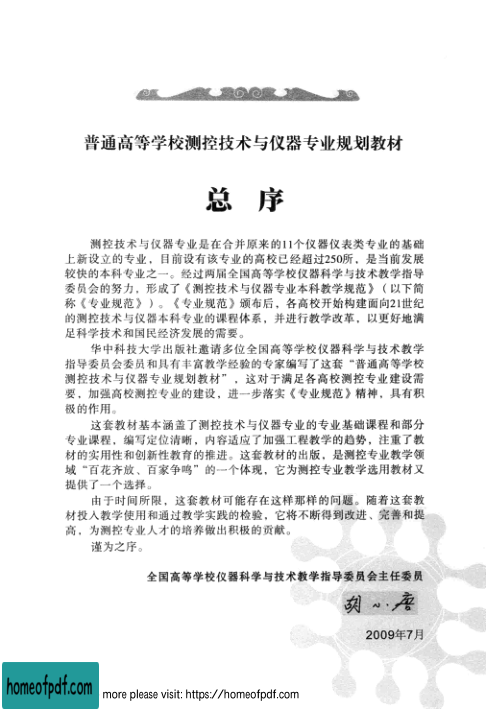 普通高等学校测控技术与仪器专业规划教材
总 序
测控技术与仪器专业是在合并原来的11个仪器仪表类专业的基础
上新设立的专业，目前设有该专业的高校已经超过250所，是当前发展
较快的本科专业之一。经过两届全国高等学校仪器科学与技术教学指导
委员会的努力，形成了《测控技术与仪器专业本科教学规范》（以下简
称《专业规范》）。《专业规范》颁布后，各高校开始构建面向21世纪
的测控技术与仪器本科专业的课程体系，并进行教学改革，以更好地满
足科学技术和国民经济发展的需要。
华中科技大学出版社邀请多位全国高等学校仪器科学与技术教学
指导委员会委员和具有丰富教学经验的专家编写了这套“普通高等学校
测控技术与仪器专业规划教材”，这对于满足各高校测控专业建设需
要，加强高校测控专业的建设，进一步落实《专业规范》精神，具有积
极的作用。
这套教材基本涵盖了测控技术与仪器专业的专业基础课程和部分
专业课程，编写定位清晰，内容适应了加强工程教学的趋势，注重了教
材的实用性和创新性教育的推进。这套教材的出版，是测控专业教学领
域“百花齐放、百家争鸣”的一个体现，它为测控专业教学选用教材又
提供了一个选择。
由于时间所限，这套教材可能存在这样那样的问题。随着这套教
材投入教学使用和通过教学实践的检验，它将不断得到改进、完善和提
高，为测控专业人才的培养做出积极的贡献。
谨为之序。
全国高等学校仪器科学与技术教学指导委员会主任委员
胡小唐
2009年7月
homeofpdf.com more please visit: https://homeofpdf.com